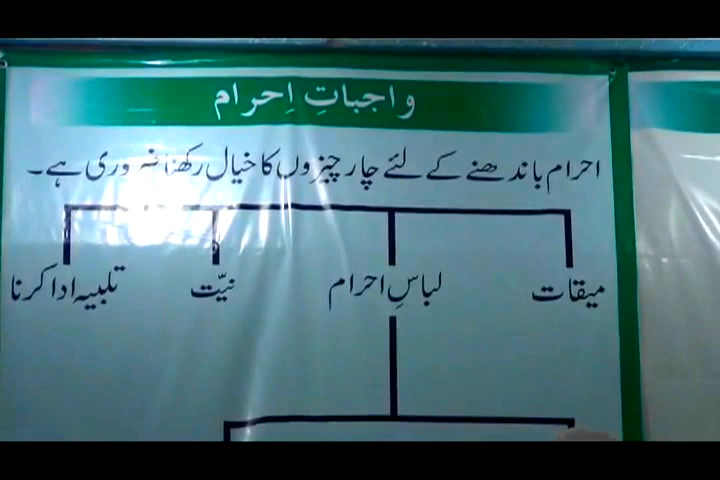 واجباتِ اِحرام
احرام باندھنے کے لئے چار چیزوں کا خیال رکھنا ضروری ہے۔
میقات
لباسِ احرام
نیّت
تلبیہ ادا کرنا